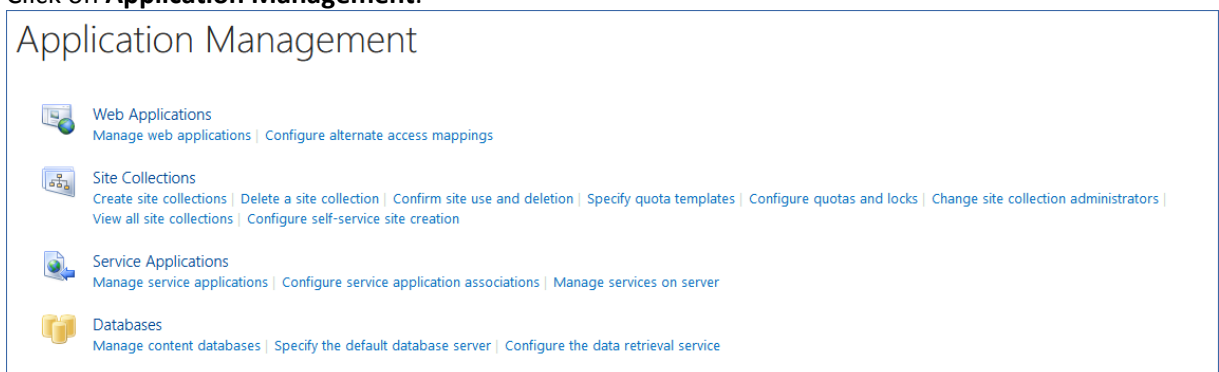 Click on Application Management.
Application Management
Web Applications
Manage web applications | Configure alternate access mappings
Site Collections
Create site collections | Delete a site collection | Confirm site use and deletion | Specify quota templates | Configure quotas and locks | Change site collection administrators |
View all site collections | Configure self-service site creation
Service Applications
Manage service applications | Configure service application associations | Manage services on server
Databases
Manage content databases | Specify the default database server | Configure the data retrieval service